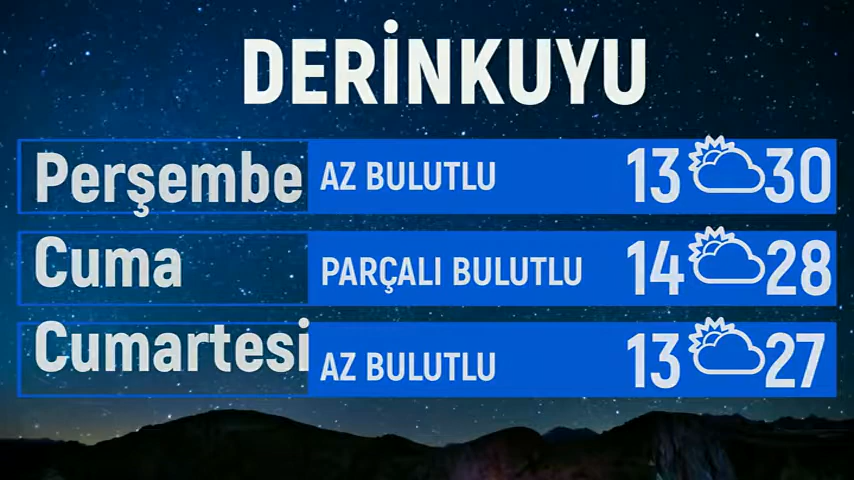 DERİNKUYU
Perşembe AZ BULUTLU 13 30
Cuma PARÇALI BULUTLU 14 28
Cumartesi AZ BULUTLU 13 27